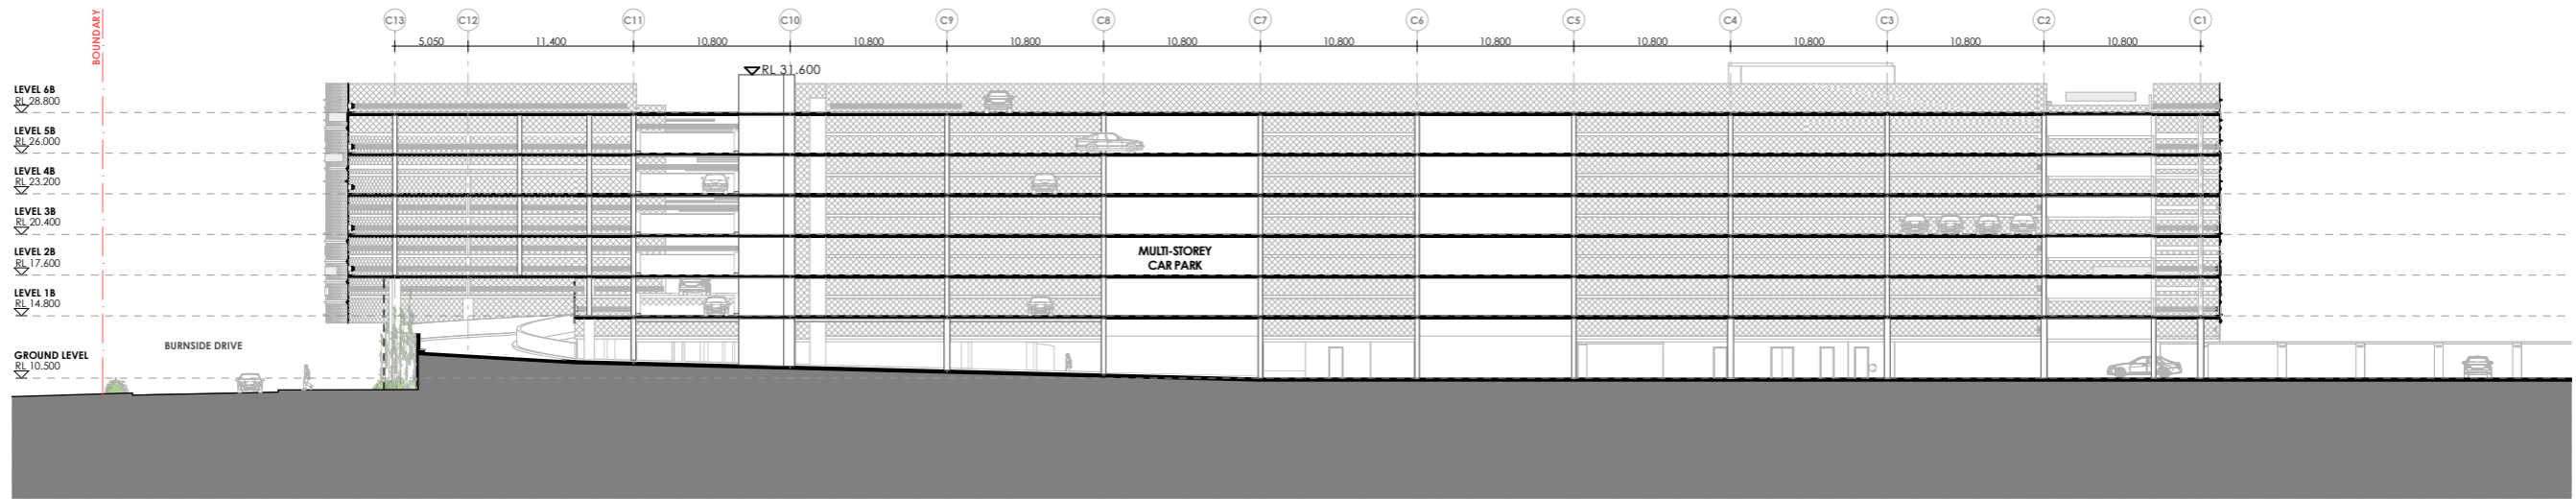 C13 C12 C11 C10 C9 C8 C7 C6 C5 C4 C3 C2 C1
BOUNDARY
5,050 11,400 10,800 10,800 10,800 10,800 10,800 10,800 10,800 10,800 10,800 10,800
RL 31.600
LEVEL 6B
RL 28.800
LEVEL 5B
RL 26.000
LEVEL 4B
RL 23.200
LEVEL 3B
RL 20.400
LEVEL 2B
RL 17.600
LEVEL 1B
RL 14.800
GROUND LEVEL
RL 10.500
BURNSIDE DRIVE
MULTI-STOREY
CAR PARK